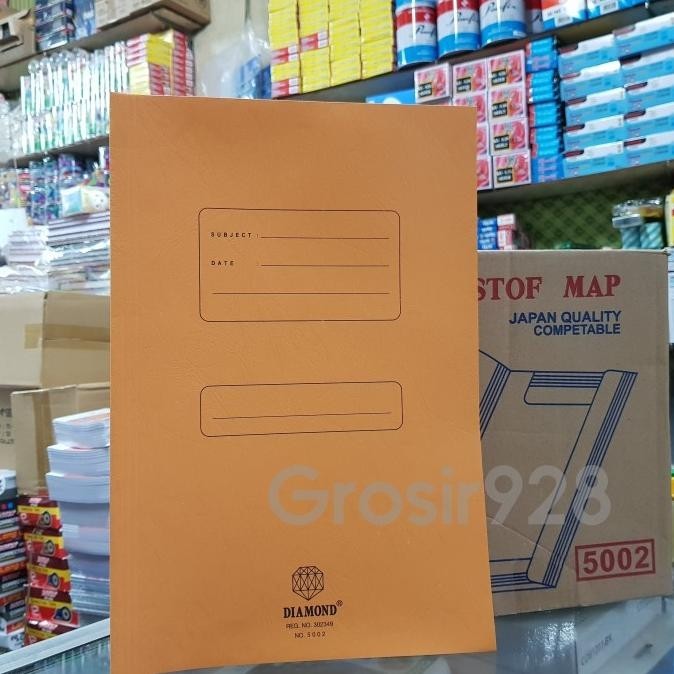 SUBJECT :
DATE :
DIAMOND®
REG. NO. 302349
NO. 5002
STOF MAP
JAPAN QUALITY
COMPETABLE
5002
Grosir928